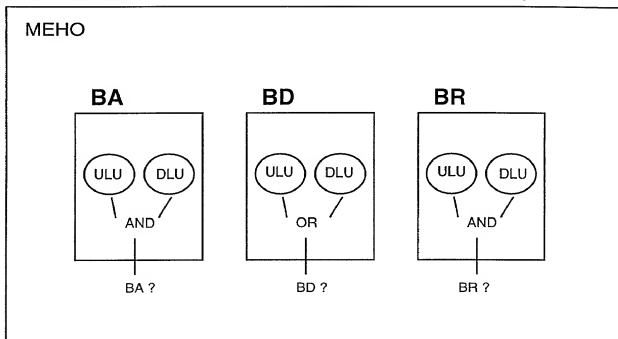 MEHO
BA BD BR
ULU DLU ULU DLU ULU DLU
AND OR AND
BA ? BD ? BR ?